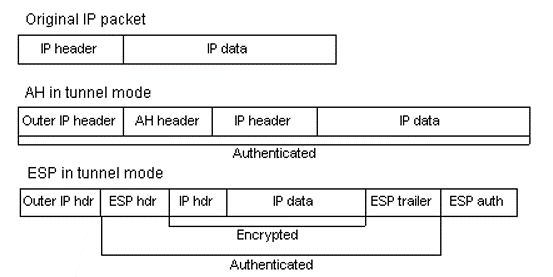 Original IP packet
IP header IP data
AH in tunnel mode
Outer IP header AH header IP header IP data
Authenticated
ESP in tunnel mode
Outer IP hdr ESP hdr IP hdr IP data ESP trailer ESP auth
Encrypted
Authenticated